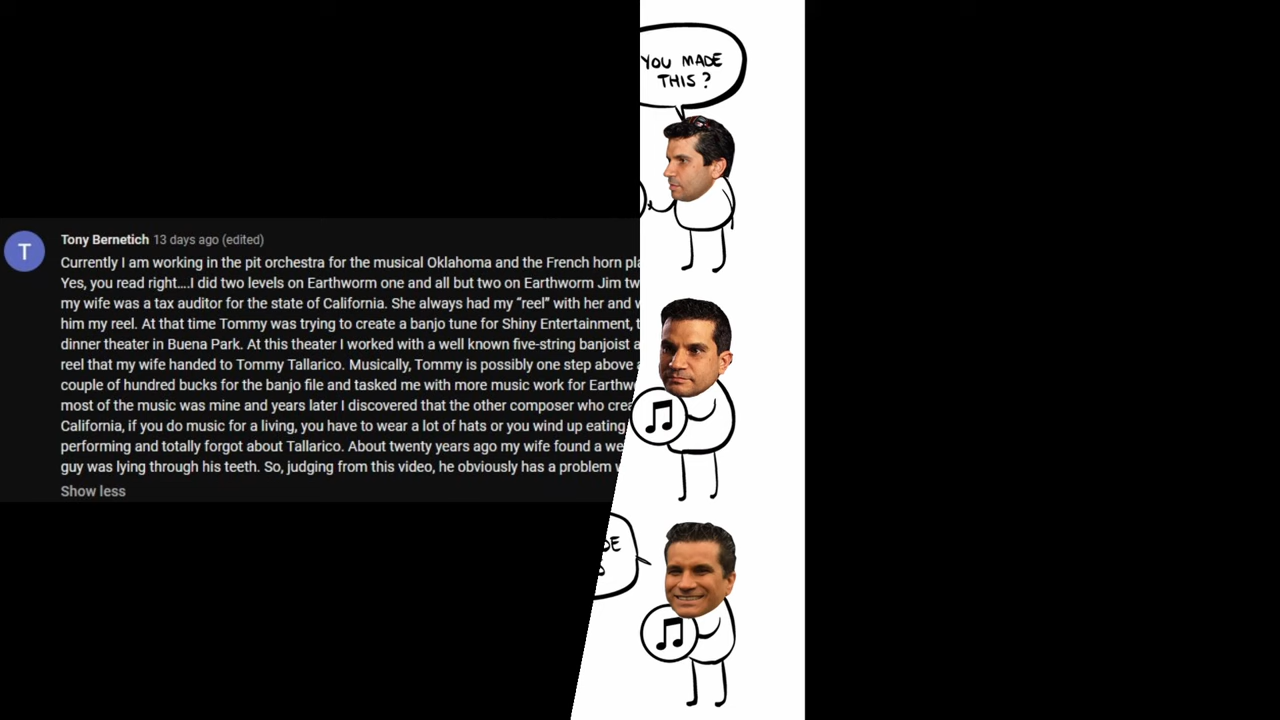 Tony Bernetich 13 days ago (edited)
Currently I am working in the pit orchestra for the musical Oklahoma and the French horn pla
Yes, you read right....I did two levels on Earthworm one and all but two on Earthworm Jim tw
my wife was a tax auditor for the state of California. She always had my “reel” with her and w
him my reel. At that time Tommy was trying to create a banjo tune for Shiny Entertainment, t
dinner theater in Buena Park. At this theater I worked with a well known five-string banjoist a
reel that my wife handed to Tommy Tallarico. Musically, Tommy is possibly one step above a
couple of hundred bucks for the banjo file and tasked me with more music work for Earthwo
most of the music was mine and years later I discovered that the other composer who crea
California, if you do music for a living, you have to wear a lot of hats or you wind up eating
performing and totally forgot about Tallarico. About twenty years ago my wife found a we
guy was lying through his teeth. So, judging from this video, he obviously has a problem w
Show less
T
YOU MADE
THIS?
DE